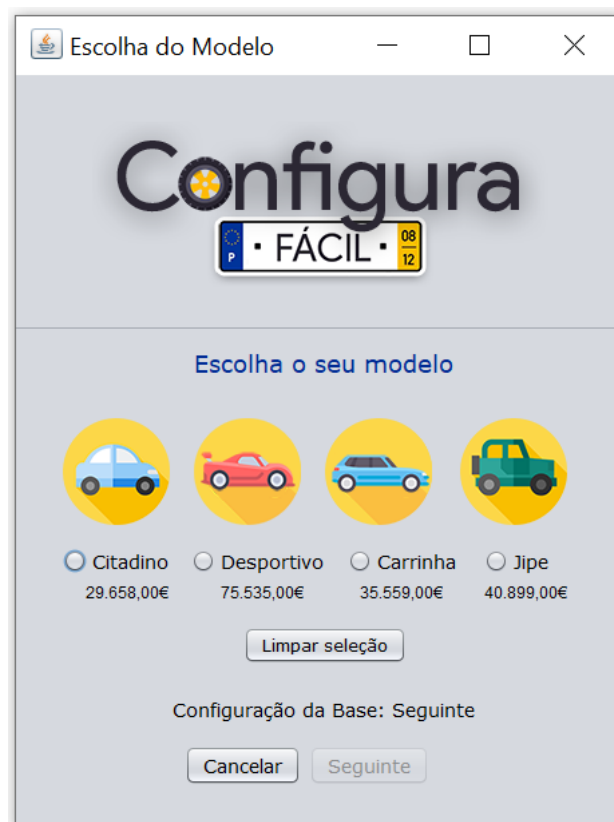 Escolha do Modelo
Configura
P · FÁCIL · 08 12
Escolha o seu modelo
Citadino Desportivo Carrinha Jipe
29.658,00€ 75.535,00€ 35.559,00€ 40.899,00€
Limpar seleção
Configuração da Base: Seguinte
Cancelar Seguinte